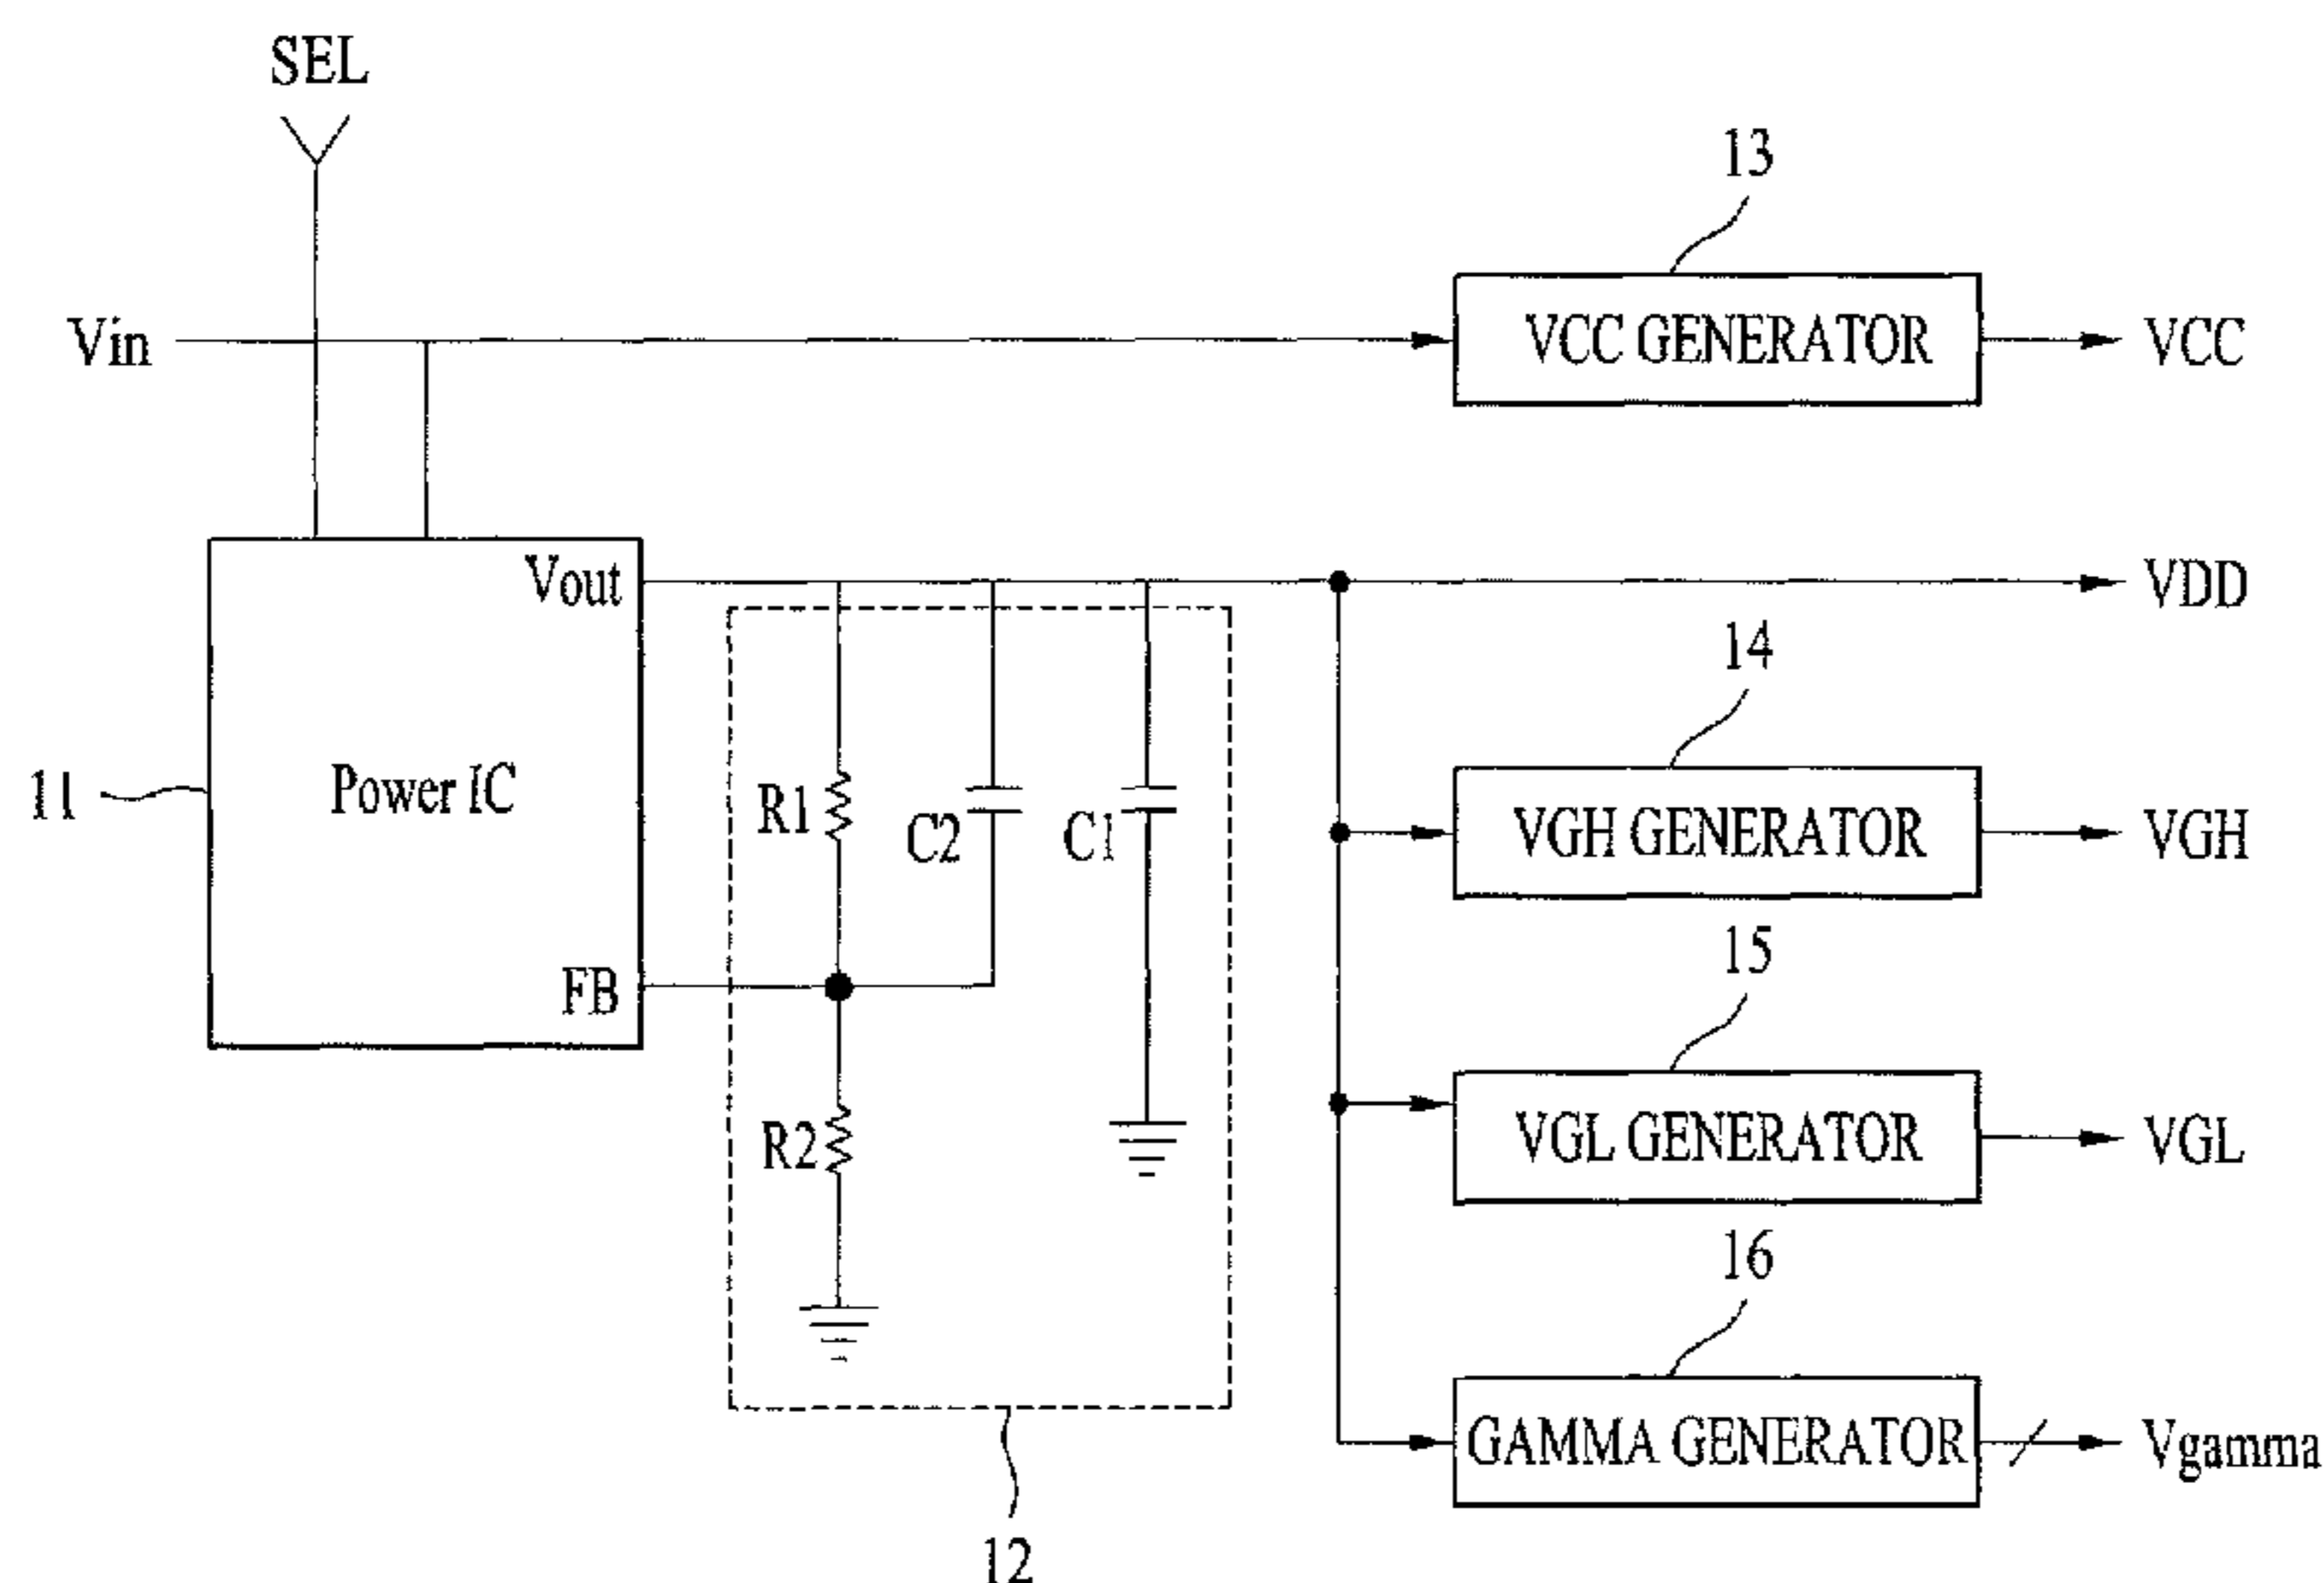 SEL
13
Vin
VCC GENERATOR
VCC
Vout
VDD
14
11
Power IC
R1
C2
C1
VGH GENERATOR
VGH
15
FB
R2
VGL GENERATOR
VGL
16
GAMMA GENERATOR
Vgamma
12